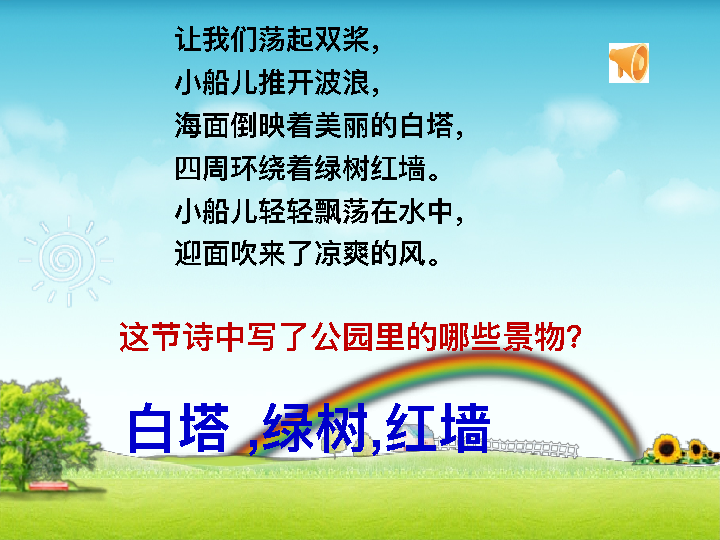 让我们荡起双桨，
小船儿推开波浪，
海面倒映着美丽的白塔，
四周环绕着绿树红墙。
小船儿轻轻飘荡在水中，
迎面吹来了凉爽的风。
这节诗中写了公园里的哪些景物？
白塔 ,绿树,红墙